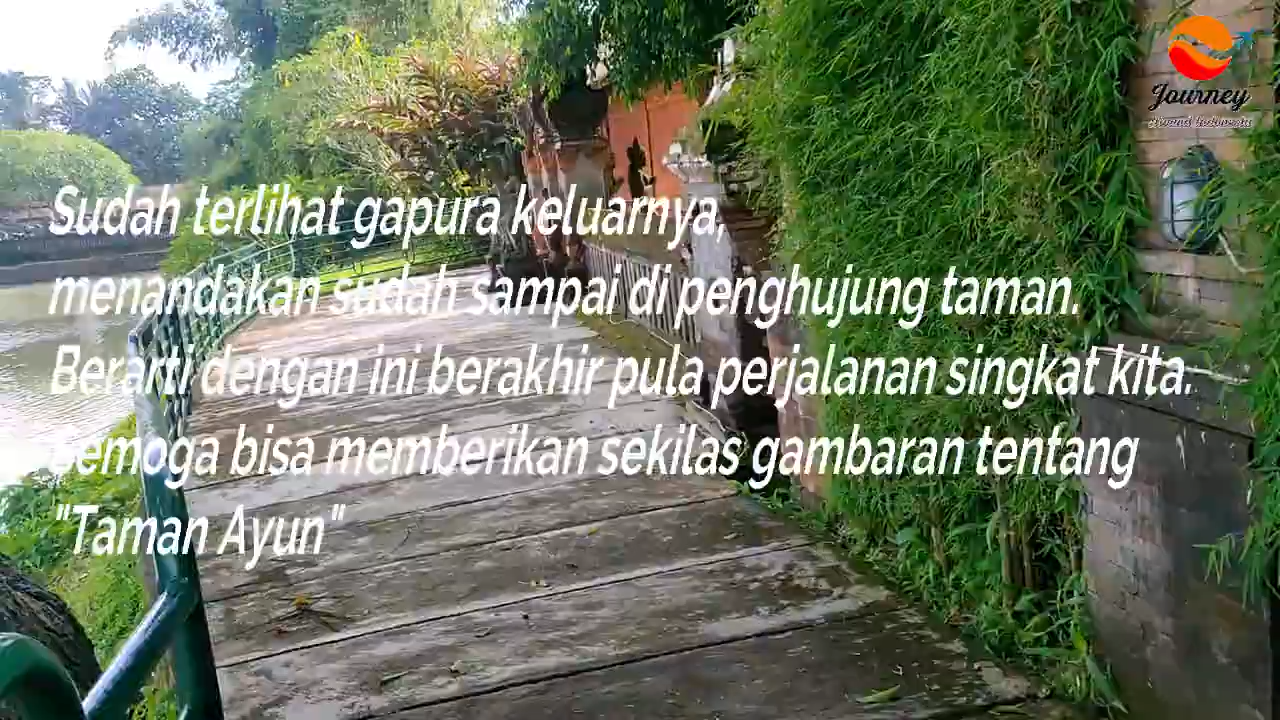 Journey
Sudah terlihat gapura keluarnya,
menandakan sudah sampai di penghujung taman.
Berarti dengan ini berakhir pula perjalanan singkat kita.
Semoga bisa memberikan sekilas gambaran tentang
"Taman Ayun"